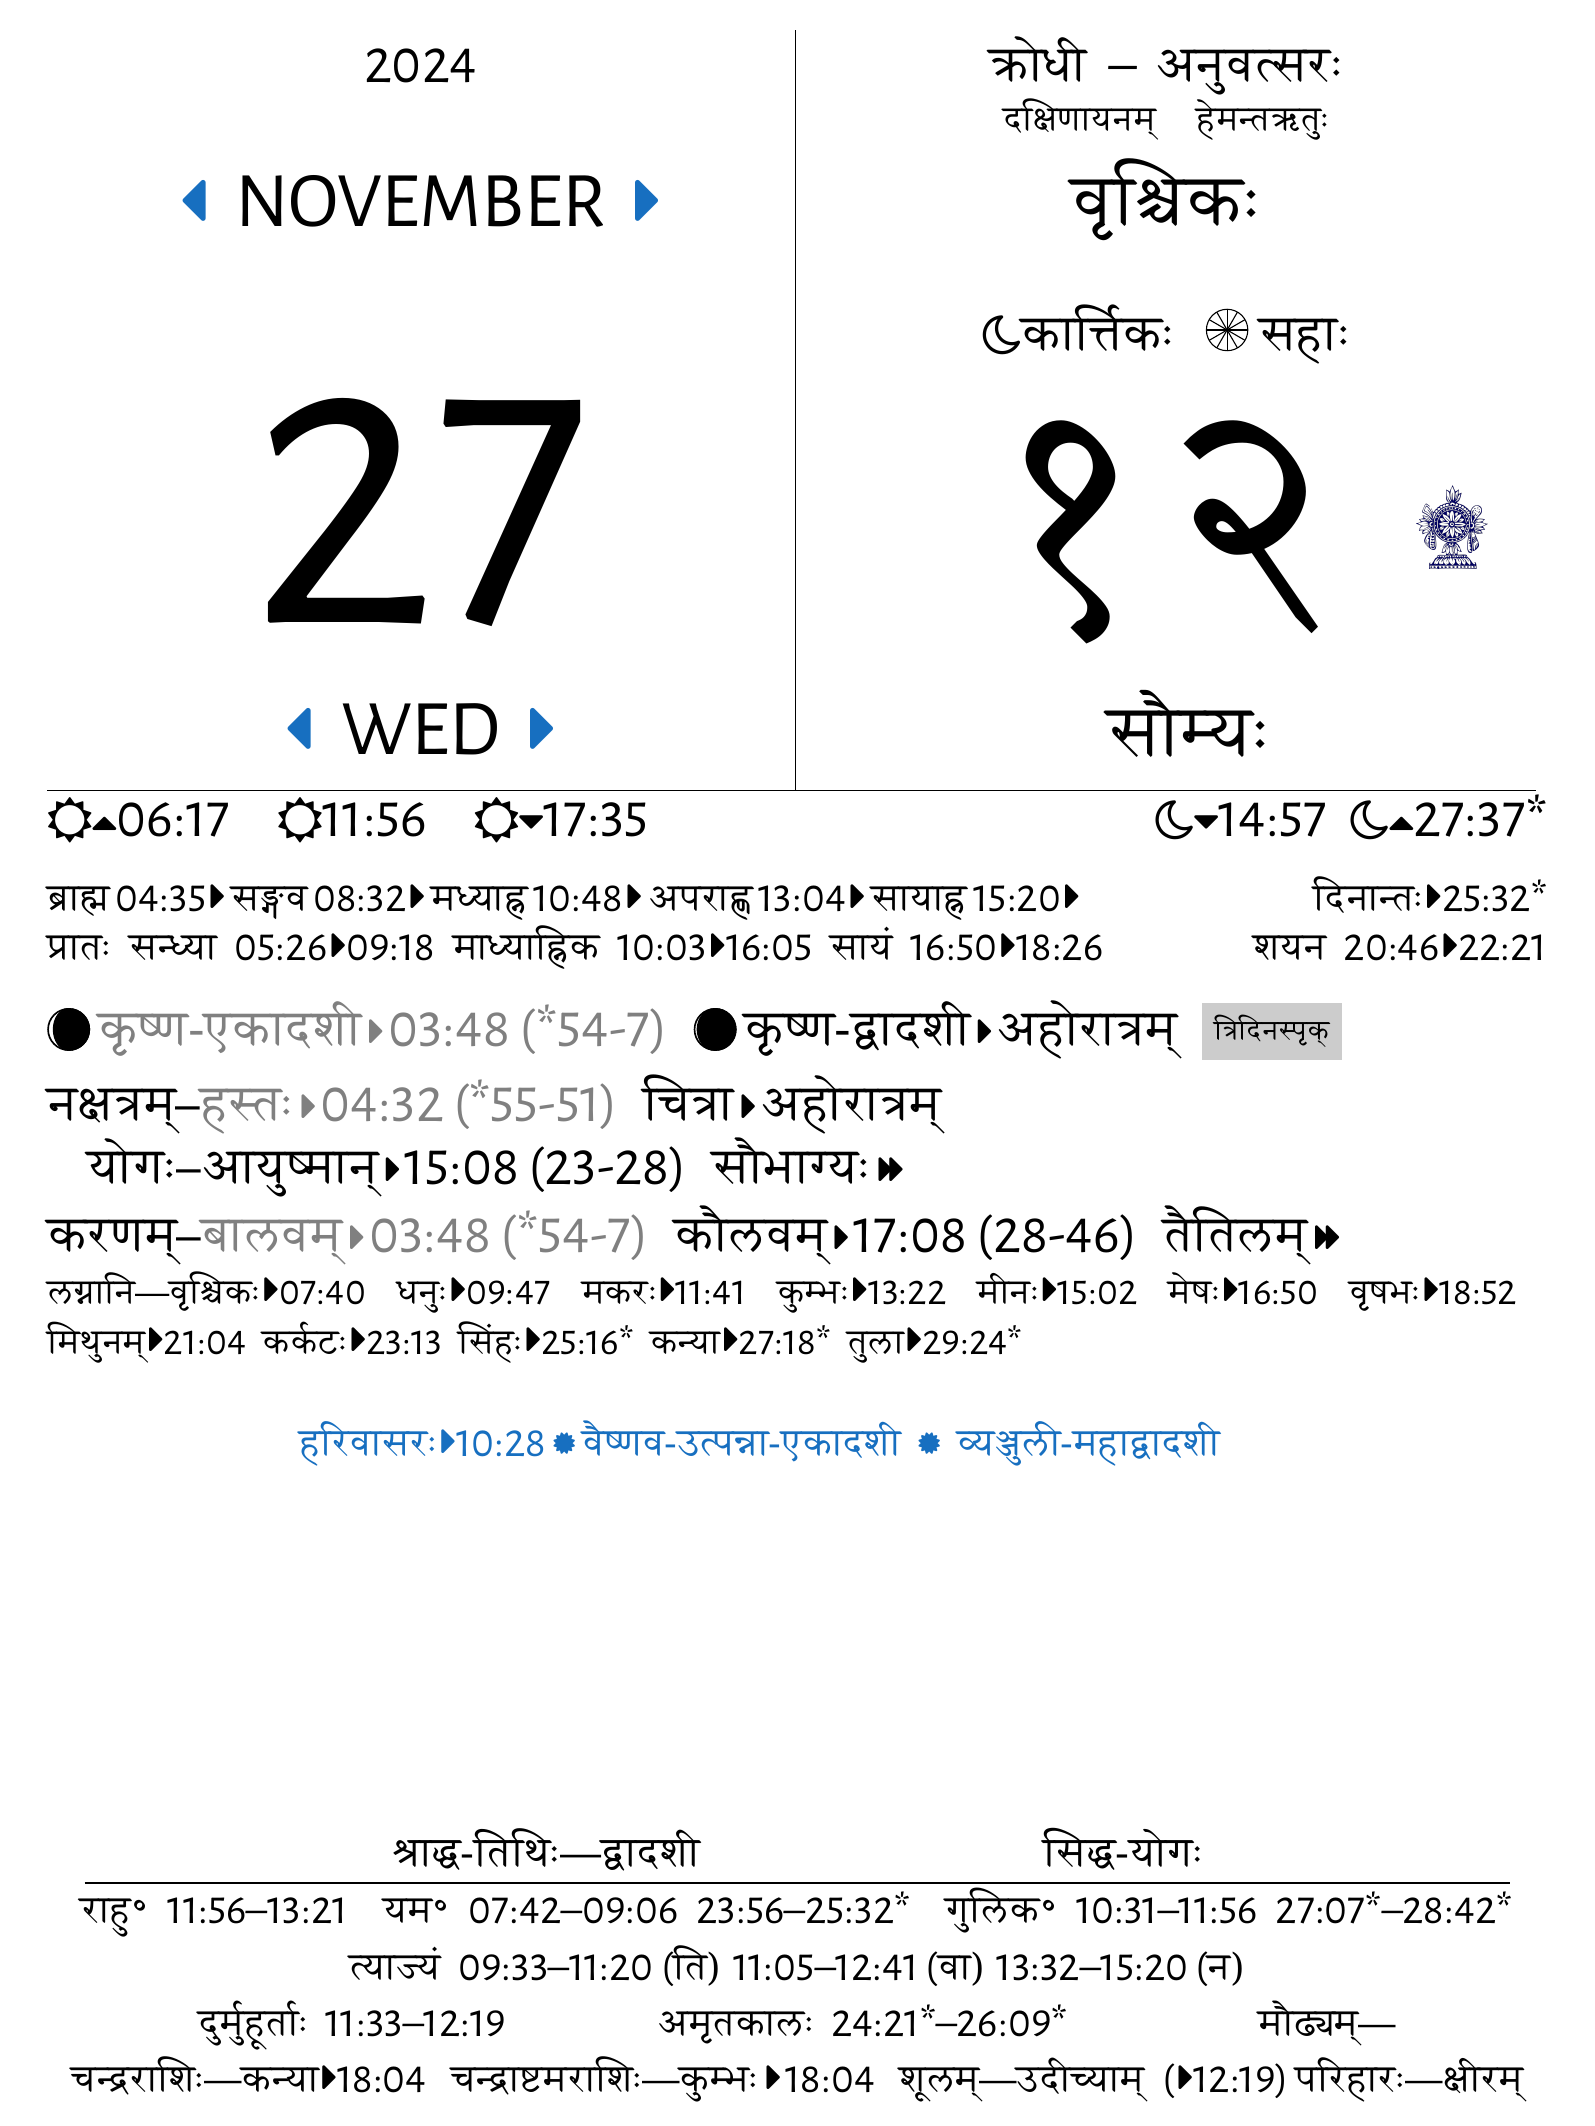 2024
NOVEMBER
27
WED
क्रोधी – अनुवत्सरः
दक्षिणायनम् हेमन्तऋतुः
वृश्चिकः
कार्त्तिकः सहाः
१२
सौम्यः
06:17 11:56 17:35 14:57 27:37*
ब्राह्म 04:35 सङ्गव 08:32 मध्याह्न 10:48 अपराह्ण 13:04 सायाह्न 15:20 दिनान्तः 25:32*
प्रातः सन्ध्या 05:26 09:18 माध्याह्निक 10:03 16:05 सायं 16:50 18:26 शयन 20:46 22:21
कृष्ण-एकादशी 03:48 (*54-7) कृष्ण-द्वादशी अहोरात्रम् त्रिदिनस्पृक्
नक्षत्रम्–हस्तः 04:32 (*55-51) चित्रा अहोरात्रम्
योगः–आयुष्मान् 15:08 (23-28) सौभाग्यः
करणम्–बालवम् 03:48 (*54-7) कौलवम् 17:08 (28-46) तैतिलम्
लग्नानि—वृश्चिकः 07:40 धनुः 09:47 मकरः 11:41 कुम्भः 13:22 मीनः 15:02 मेषः 16:50 वृषभः 18:52
मिथुनम् 21:04 कर्कटः 23:13 सिंहः 25:16* कन्या 27:18* तुला 29:24*
हरिवासरः 10:28 वैष्णव-उत्पन्ना-एकादशी व्यञ्जुली-महाद्वादशी
श्राद्ध-तिथिः—द्वादशी सिद्ध-योगः
राहु॰ 11:56–13:21 यम॰ 07:42–09:06 23:56–25:32* गुलिक॰ 10:31–11:56 27:07*–28:42*
त्याज्यं 09:33–11:20 (ति) 11:05–12:41 (वा) 13:32–15:20 (न)
दुर्मुहूर्ताः 11:33–12:19 अमृतकालः 24:21*–26:09* मौढ्यम्—
चन्द्रराशिः—कन्या 18:04 चन्द्राष्टमराशिः—कुम्भः 18:04 शूलम्—उदीच्याम् (12:19) परिहारः—क्षीरम्